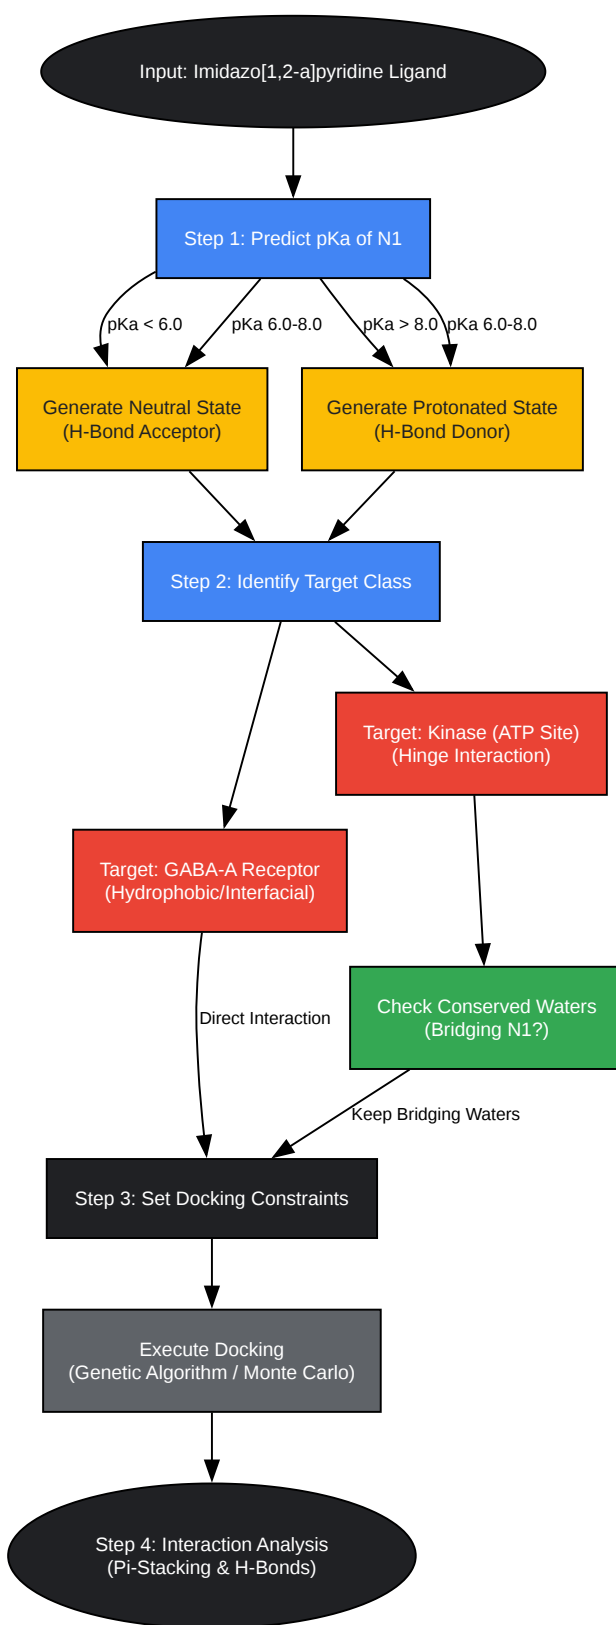 Input: Imidazo[1,2-a]pyridine Ligand
Step 1: Predict pKa of N1
pKa < 6.0
pKa 6.0-8.0
pKa > 8.0
pKa 6.0-8.0
Generate Neutral State
(H-Bond Acceptor)
Generate Protonated State
(H-Bond Donor)
Step 2: Identify Target Class
Target: Kinase (ATP Site)
(Hinge Interaction)
Target: GABA-A Receptor
(Hydrophobic/Interfacial)
Check Conserved Waters
(Bridging N1?)
Direct Interaction
Keep Bridging Waters
Step 3: Set Docking Constraints
Execute Docking
(Genetic Algorithm / Monte Carlo)
Step 4: Interaction Analysis
(Pi-Stacking & H-Bonds)